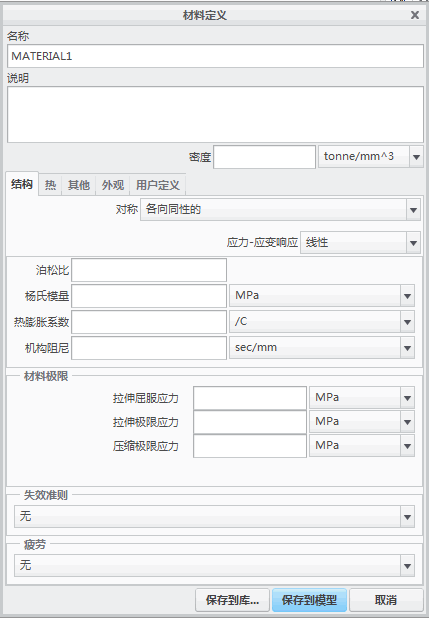 材料定义
名称
MATERIAL1
说明
密度 tonne/mm^3
结构 热 其他 外观 用户定义
对称 各向同性的
应力-应变响应 线性
泊松比
杨氏模量 MPa
热膨胀系数 /C
机构阻尼 sec/mm
材料极限
拉伸屈服应力 MPa
拉伸极限应力 MPa
压缩极限应力 MPa
失效准则
无
疲劳
无
保存到库... 保存到模型 取消